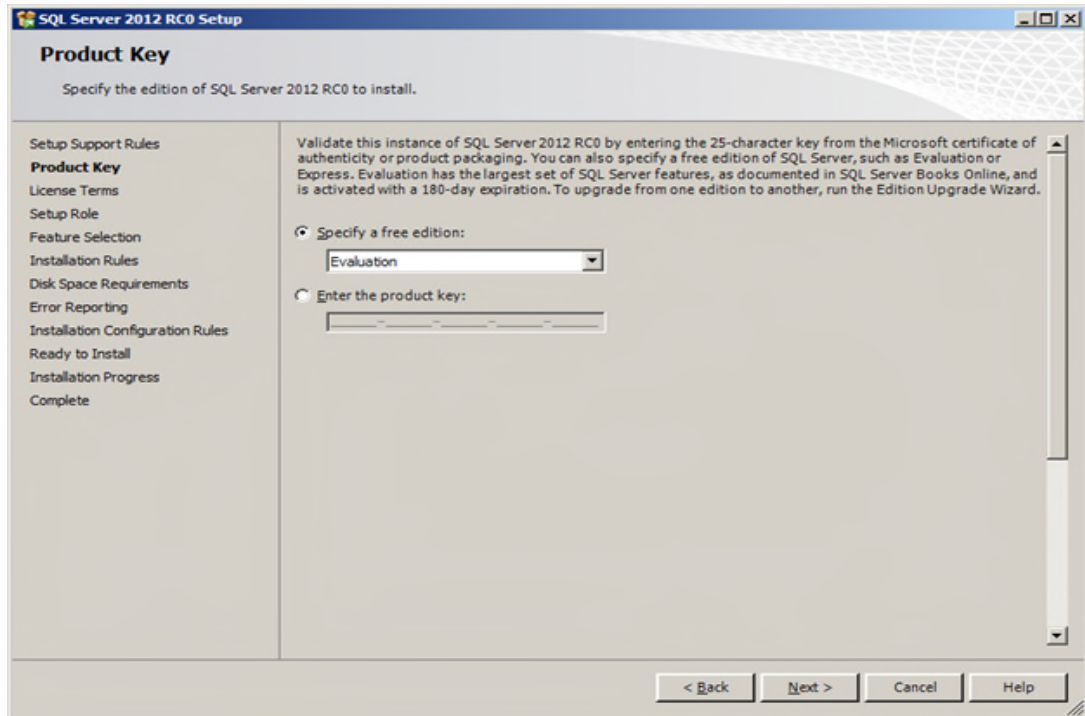 SQL Server 2012 RC0 Setup
Product Key
Specify the edition of SQL Server 2012 RC0 to install.
Setup Support Rules
Product Key
License Terms
Setup Role
Feature Selection
Installation Rules
Disk Space Requirements
Error Reporting
Installation Configuration Rules
Ready to Install
Installation Progress
Complete
Validate this instance of SQL Server 2012 RC0 by entering the 25-character key from the Microsoft certificate of
authenticity or product packaging. You can also specify a free edition of SQL Server, such as Evaluation or
Express. Evaluation has the largest set of SQL Server features, as documented in SQL Server Books Online, and
is activated with a 180-day expiration. To upgrade from one edition to another, run the Edition Upgrade Wizard.
Specify a free edition:
Evaluation
Enter the product key:
_____-_____-_____-_____-_____
< Back
Next >
Cancel
Help